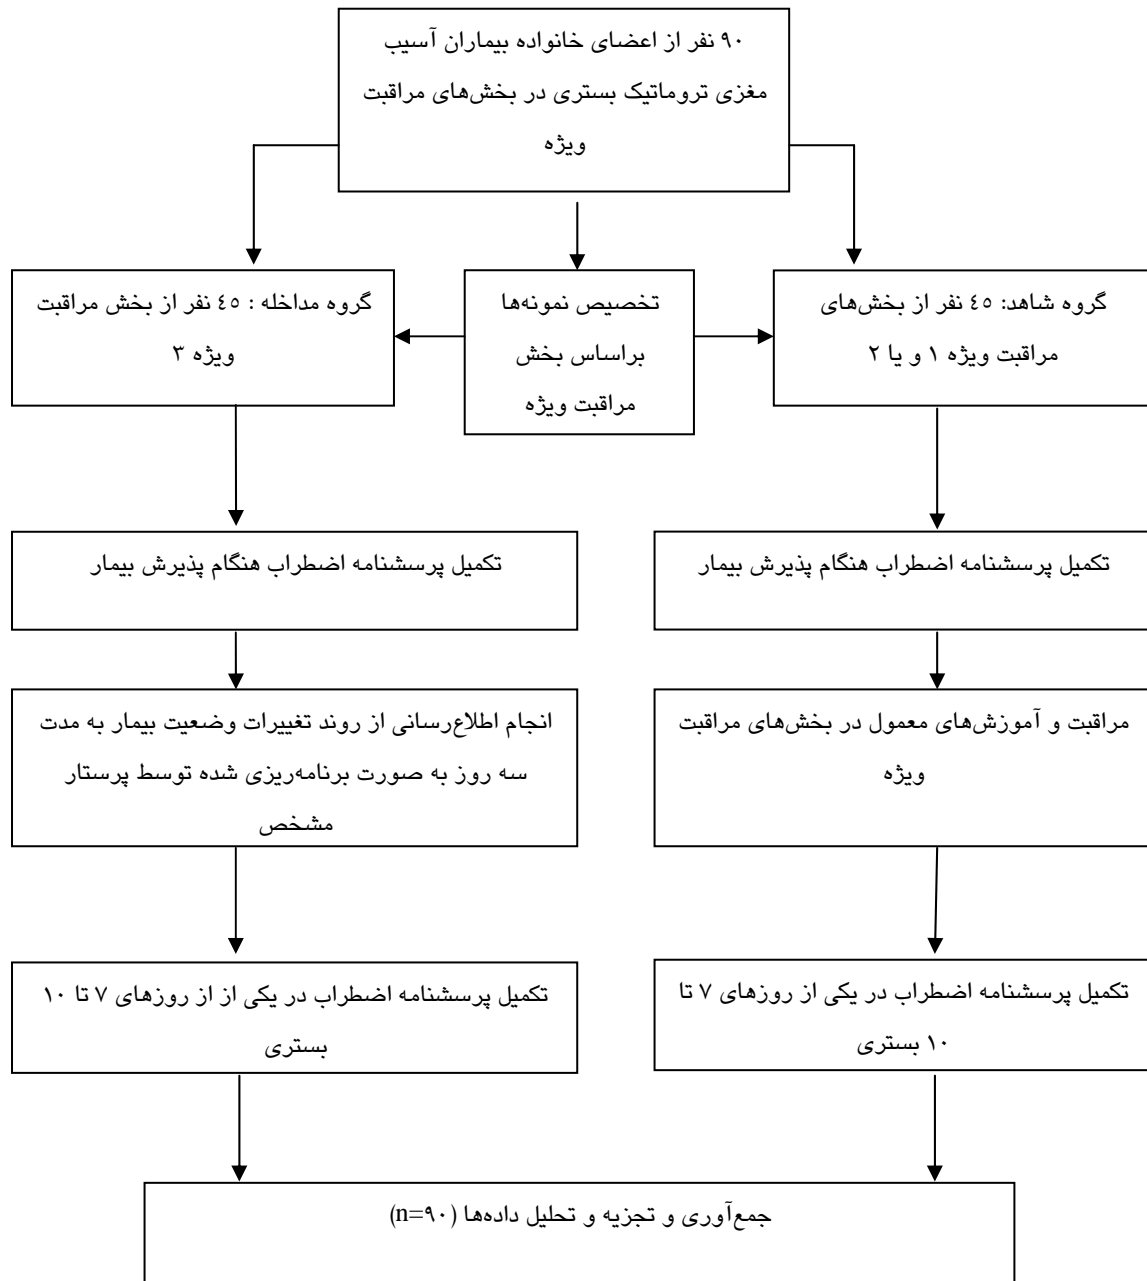 ۹۰ نفر از اعضای خانواده بیماران آسیب
مغزی تروماتیک بستری در بخش‌های مراقبت
ویژه
گروه شاهد: ٤٥ نفر از بخش‌های
مراقبت ویژه ۱ و یا ۲
تخصیص نمونه‌ها
براساس بخش
مراقبت ویژه
گروه مداخله : ٤٥ نفر از بخش مراقبت
ویژه ۳
تکمیل پرسشنامه اضطراب هنگام پذیرش بیمار
تکمیل پرسشنامه اضطراب هنگام پذیرش بیمار
مراقبت و آموزش‌های معمول در بخش‌های مراقبت
ویژه
انجام اطلاع‌رسانی از روند تغییرات وضعیت بیمار به مدت
سه روز به صورت برنامه‌ریزی شده توسط پرستار
مشخص
تکمیل پرسشنامه اضطراب در یکی از روزهای ۷ تا
۱۰ بستری
تکمیل پرسشنامه اضطراب در یکی از از روزهای ۷ تا ۱۰
بستری
جمع‌آوری و تجزیه و تحلیل داده‌ها (n=۹۰)